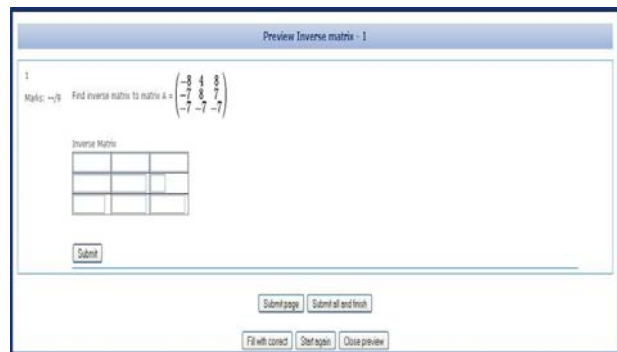 Preview Inverse matrix - 1
1
Marks: --/9
Find inverse matrix to matrix A =
-8 4 8
-7 8 7
-7 -7 -7
Inverse Matrix
Submit
Submit page Submit all and finish
Fill with correct Start again Close preview